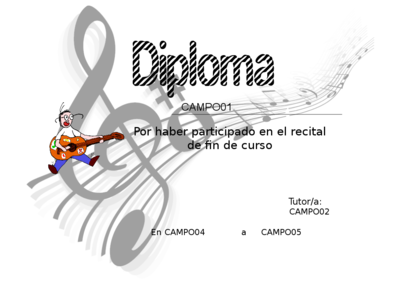 Diploma
CAMPO01
Por haber participado en el recital
de fin de curso
Tutor/a:
CAMPO02
En CAMPO04 a CAMPO05